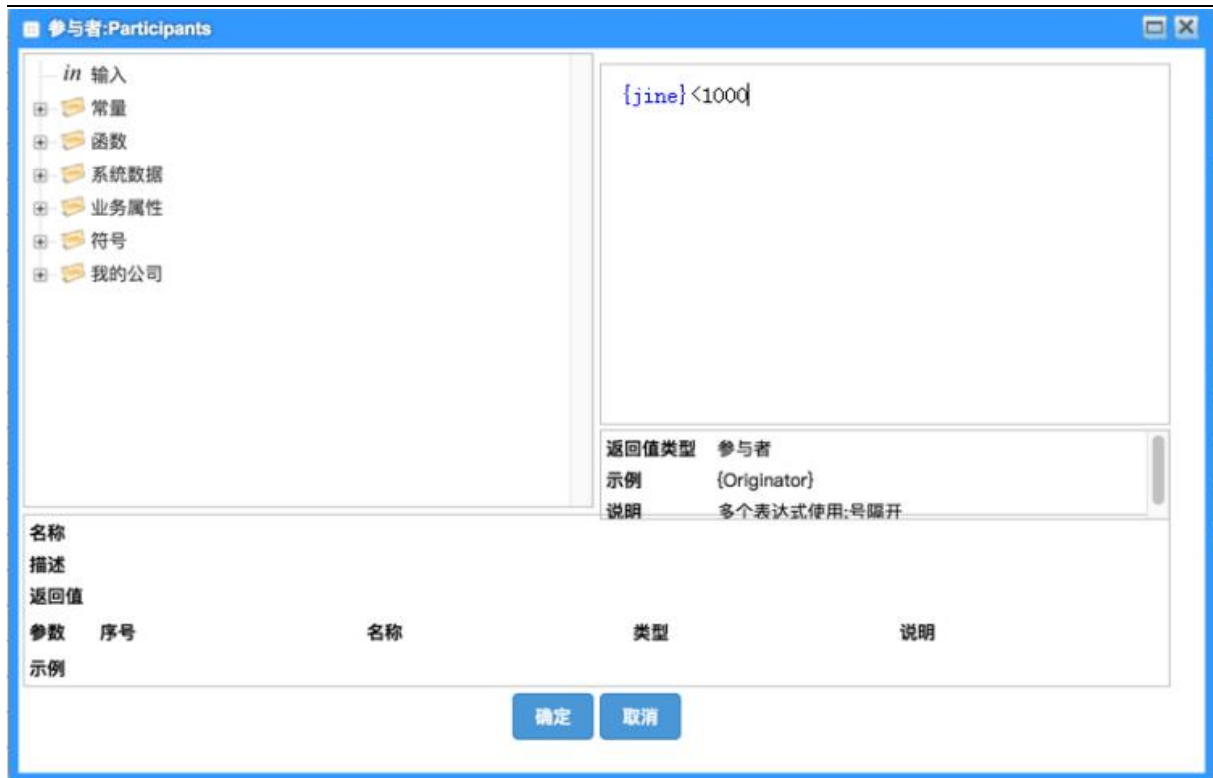 参与者:Participants
in 输入
常量
函数
系统数据
业务属性
符号
我的公司
{jine}<1000
返回值类型 参与者
示例 {Originator}
说明 多个表达式使用;号隔开
名称
描述
返回值
参数 序号 名称 类型 说明
示例
确定 取消